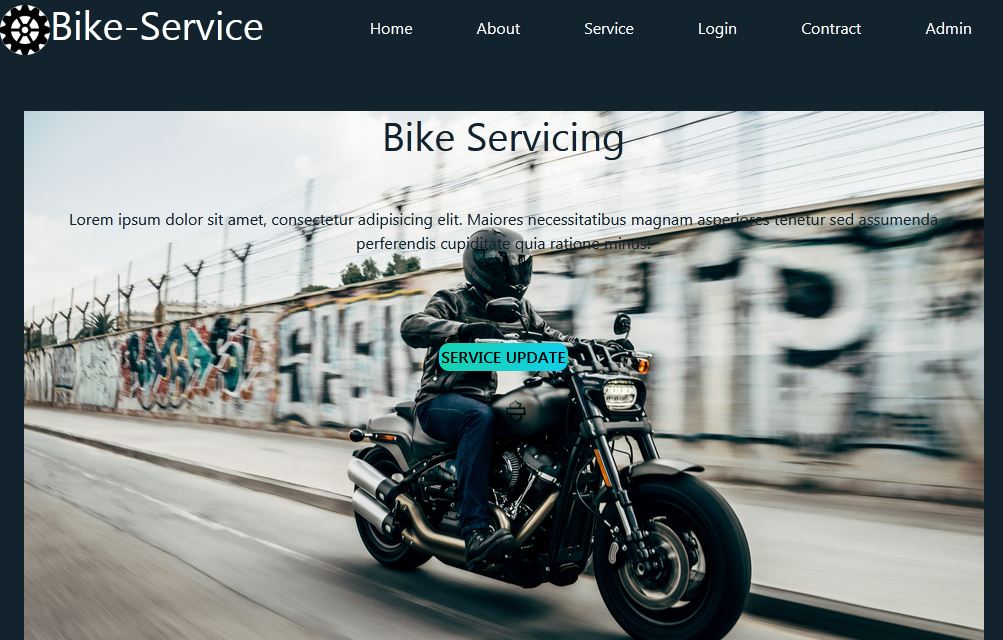 Bike-Service
Home About Service Login Contract Admin
Bike Servicing
Lorem ipsum dolor sit amet, consectetur adipisicing elit. Maiores necessitatibus magnam asperiores tenetur sed assumenda
perferendis cupiditate quia ratione minus!
SERVICE UPDATE